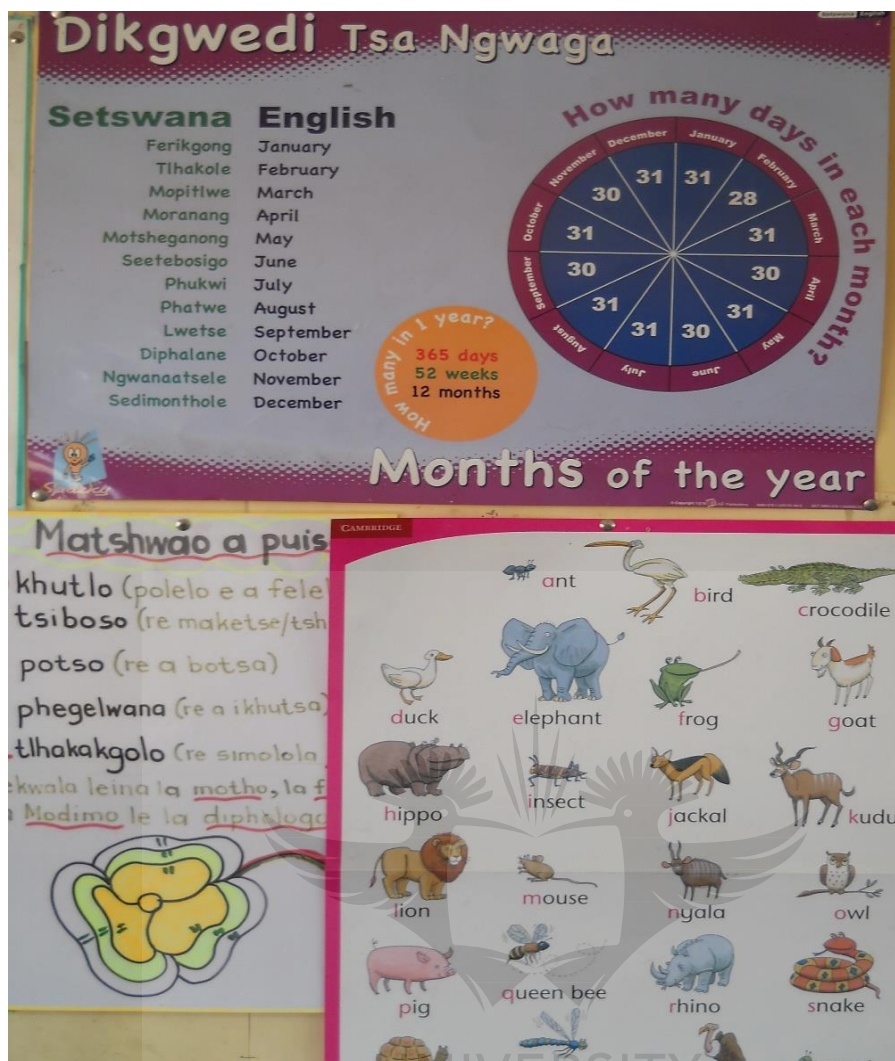 Setswana English
Dikgwedi Tsa Ngwaga
Setswana English
Ferikgong January
Tlhakole February
Mopitlwe March
Moranang April
Motsheganong May
Seetebosigo June
Phukwi July
Phatwe August
Lwetse September
Diphalane October
Ngwanaatsele November
Sedimonthole December
How many in 1 year?
365 days
52 weeks
12 months
How many days in each month?
January 31
February 28
March 31
April 30
May 31
June 30
July 31
August 31
September 30
October 31
November 30
December 31
Months of the year
Matshwao a puis
khutlo (polelo e a fele
tsiboso (re maketse/tsh
potso (re a botsa)
phegelwana (re a ikhutsa)
tlhakakgolo (re simolola
kwala leina la motho, la f
Modimo le la diphologo
CAMBRIDGE
ant bird crocodile
duck elephant frog goat
hippo insect jackal kudu
lion mouse nyala owl
pig queen bee rhino snake